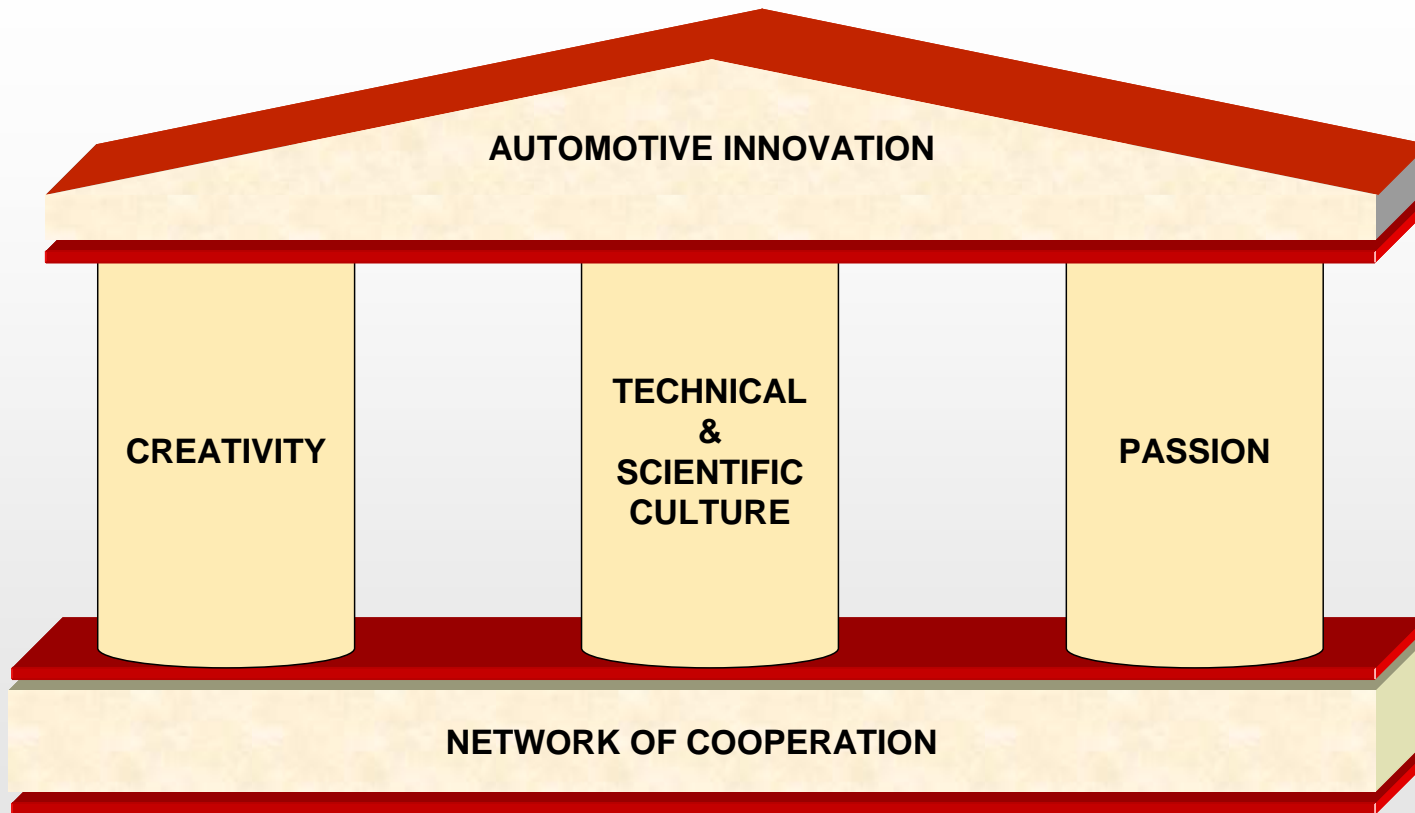 AUTOMOTIVE INNOVATION
CREATIVITY
TECHNICAL
&
SCIENTIFIC
CULTURE
PASSION
NETWORK OF COOPERATION